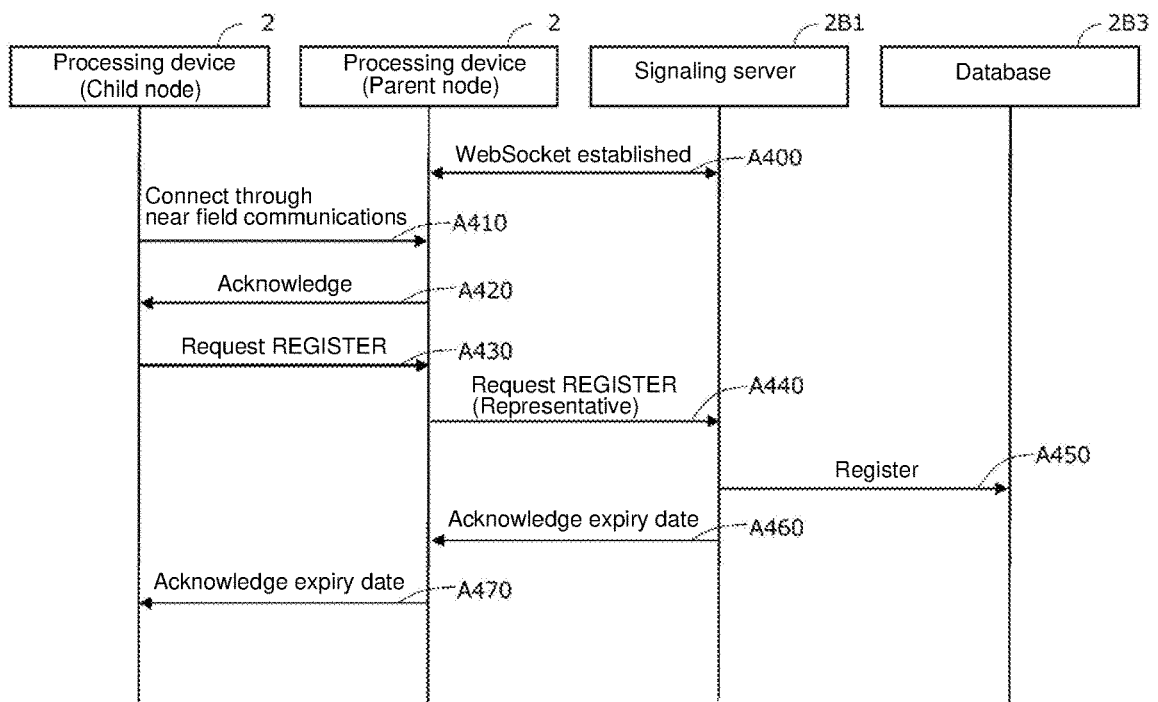 2
2
2B1
2B3
Processing device
(Child node)
Processing device
(Parent node)
Signaling server
Database
WebSocket established
A400
Connect through
near field communications
A410
Acknowledge
A420
Request REGISTER
A430
Request REGISTER
(Representative)
A440
Register
A450
Acknowledge expiry date
A460
Acknowledge expiry date
A470